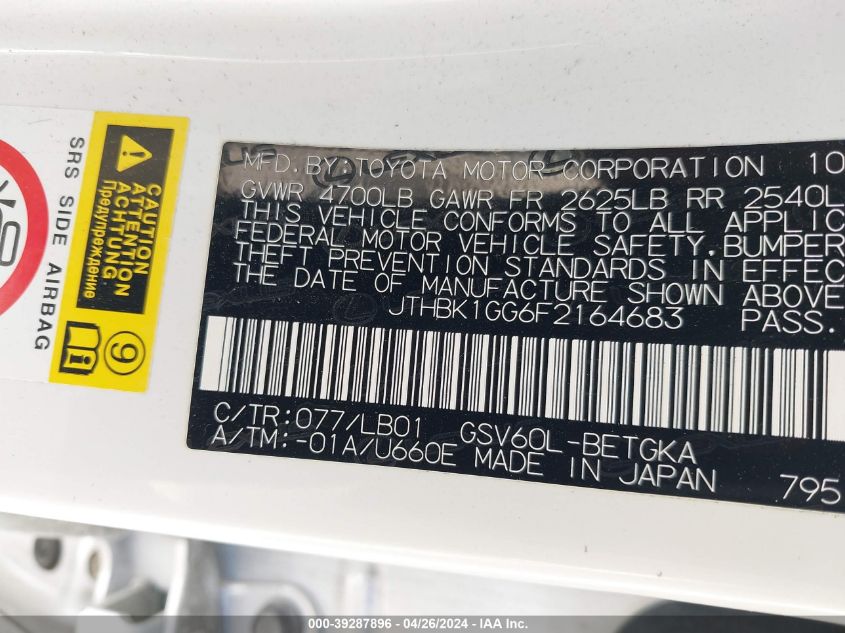 SRS SIDE AIRBAG
CAUTION
ATTENTION
ACHTUNG
Предупреждение
9
MFD.BY:TOYOTA MOTOR CORPORATION 10
GVWR 4700LB GAWR FR 2625LB RR 2540L
THIS VEHICLE CONFORMS TO ALL APPLIC
FEDERAL MOTOR VEHICLE SAFETY,BUMPER
THEFT PREVENTION STANDARDS IN EFFEC
THE DATE OF MANUFACTURE SHOWN ABOVE
JTHBK1GG6F2164683 PASS.
C/TR:077/LB01 GSV60L-BETGKA
A/TM:-01A/U660E MADE IN JAPAN 795
000-39287896 - 04/26/2024 - IAA Inc.